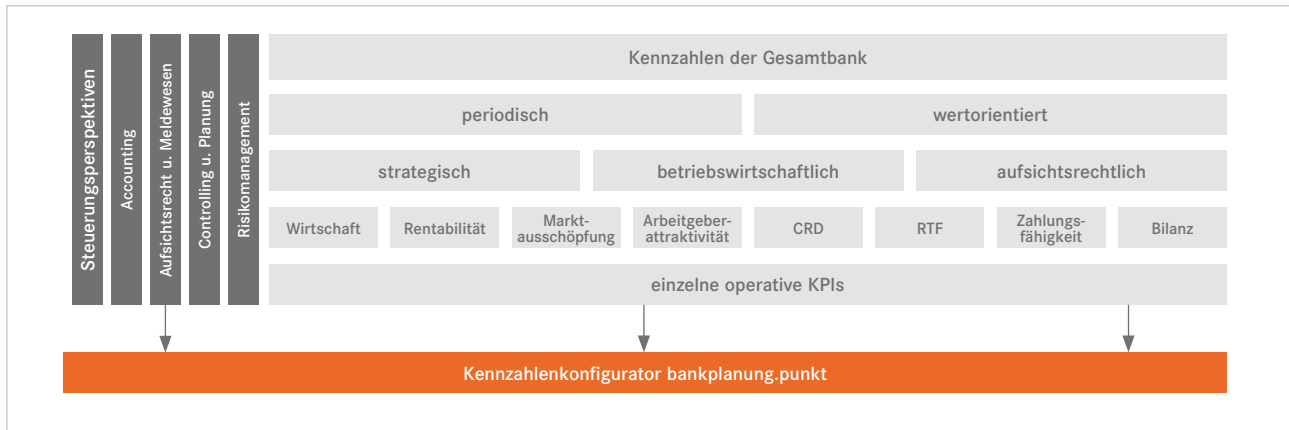 Steuerungsperspektiven
Accounting
Aufsichtsrecht u. Meldewesen
Controlling u. Planung
Risikomanagement
Kennzahlen der Gesamtbank
periodisch
wertorientiert
strategisch
betriebswirtschaftlich
aufsichtsrechtlich
Wirtschaft
Rentabilität
Markt-
ausschöpfung
Arbeitgeber-
attraktivität
CRD
RTF
Zahlungs-
fähigkeit
Bilanz
einzelne operative KPIs
Kennzahlenkonfigurator bankplanung.punkt